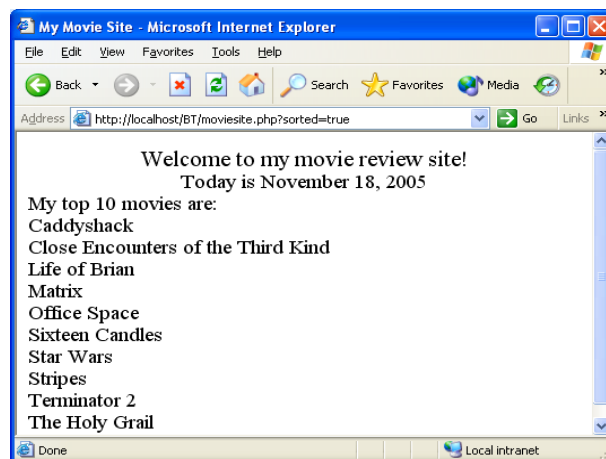 My Movie Site - Microsoft Internet Explorer
File Edit View Favorites Tools Help
Back Search Favorites Media »
Address http://localhost/BT/moviesite.php?sorted=true Go Links »
Welcome to my movie review site!
Today is November 18, 2005
My top 10 movies are:
Caddyshack
Close Encounters of the Third Kind
Life of Brian
Matrix
Office Space
Sixteen Candles
Star Wars
Stripes
Terminator 2
The Holy Grail
Done Local intranet